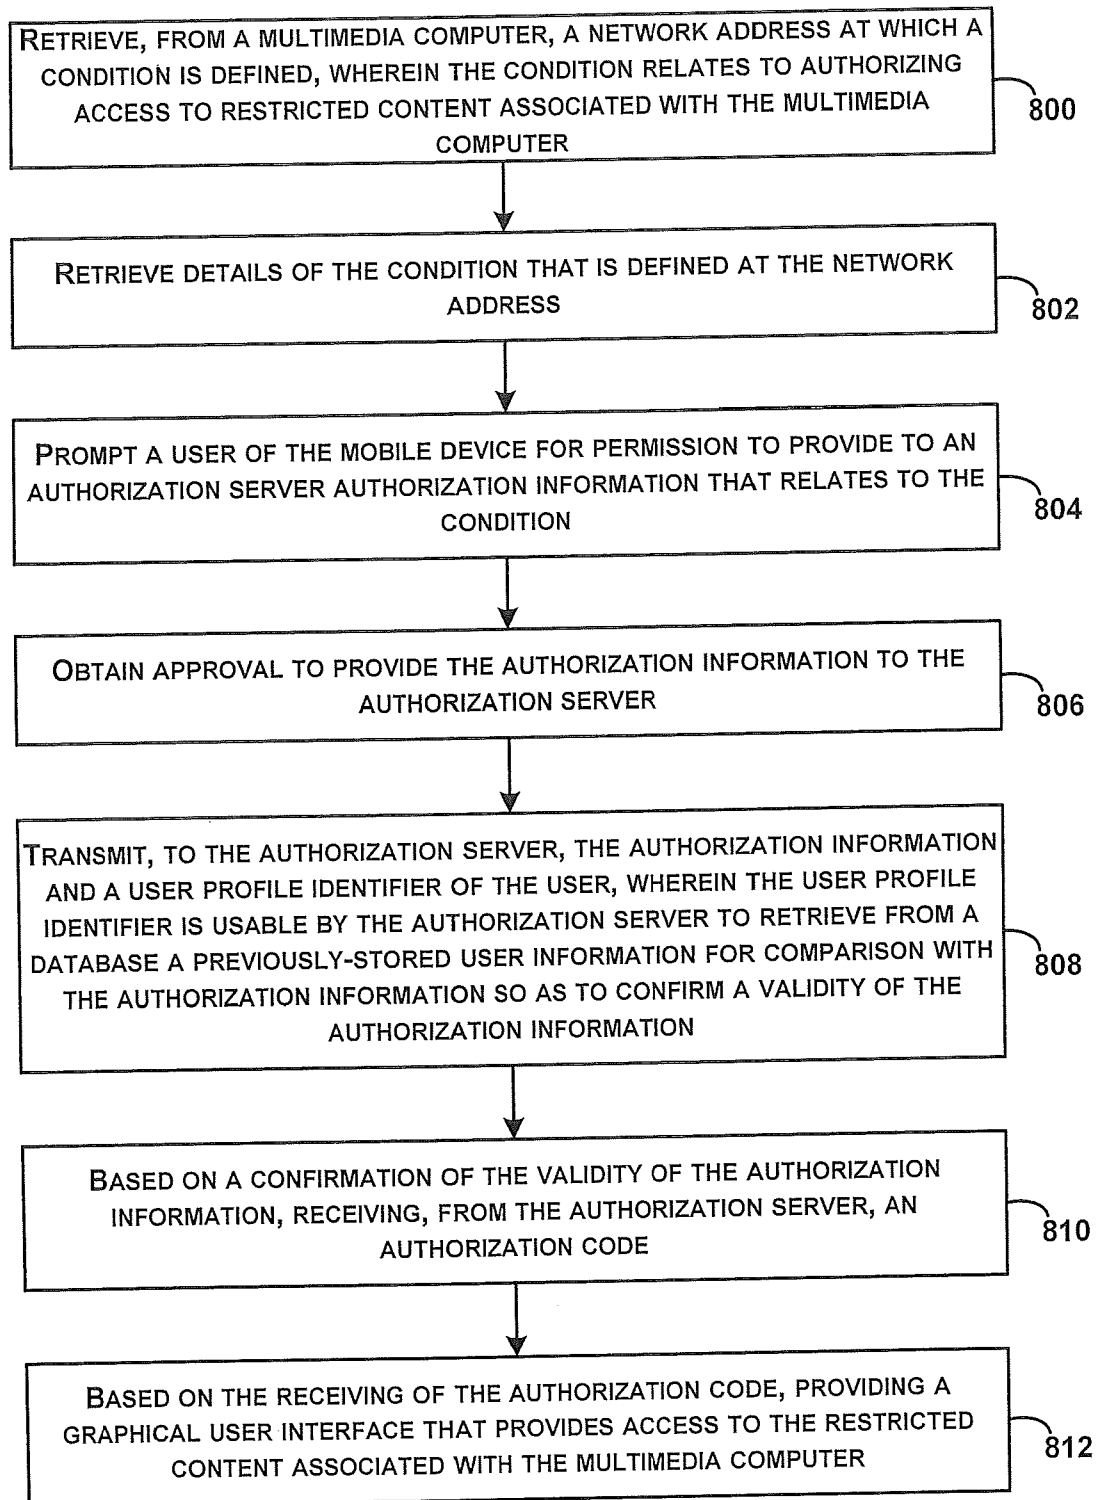 RETRIEVE, FROM A MULTIMEDIA COMPUTER, A NETWORK ADDRESS AT WHICH A
CONDITION IS DEFINED, WHEREIN THE CONDITION RELATES TO AUTHORIZING
ACCESS TO RESTRICTED CONTENT ASSOCIATED WITH THE MULTIMEDIA
COMPUTER
800
RETRIEVE DETAILS OF THE CONDITION THAT IS DEFINED AT THE NETWORK
ADDRESS
802
PROMPT A USER OF THE MOBILE DEVICE FOR PERMISSION TO PROVIDE TO AN
AUTHORIZATION SERVER AUTHORIZATION INFORMATION THAT RELATES TO THE
CONDITION
804
OBTAIN APPROVAL TO PROVIDE THE AUTHORIZATION INFORMATION TO THE
AUTHORIZATION SERVER
806
TRANSMIT, TO THE AUTHORIZATION SERVER, THE AUTHORIZATION INFORMATION
AND A USER PROFILE IDENTIFIER OF THE USER, WHEREIN THE USER PROFILE
IDENTIFIER IS USABLE BY THE AUTHORIZATION SERVER TO RETRIEVE FROM A
DATABASE A PREVIOUSLY-STORED USER INFORMATION FOR COMPARISON WITH
THE AUTHORIZATION INFORMATION SO AS TO CONFIRM A VALIDITY OF THE
AUTHORIZATION INFORMATION
808
BASED ON A CONFIRMATION OF THE VALIDITY OF THE AUTHORIZATION
INFORMATION, RECEIVING, FROM THE AUTHORIZATION SERVER, AN
AUTHORIZATION CODE
810
BASED ON THE RECEIVING OF THE AUTHORIZATION CODE, PROVIDING A
GRAPHICAL USER INTERFACE THAT PROVIDES ACCESS TO THE RESTRICTED
CONTENT ASSOCIATED WITH THE MULTIMEDIA COMPUTER
812